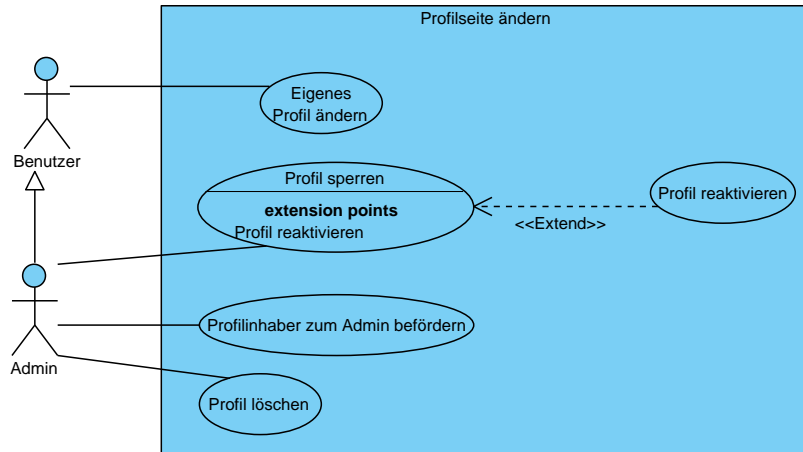 Profilseite ändern
Eigenes
Profil ändern
Benutzer
Profil sperren
extension points
Profil reaktivieren
<<Extend>>
Profil reaktivieren
Profilinhaber zum Admin befördern
Admin
Profil löschen